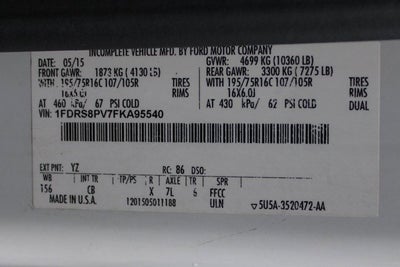 INCOMPLETE VEHICLE MFD. BY FORD MOTOR COMPANY
DATE: 05/15 GVWR: 4699 KG (10360 LB)
FRONT GAWR: 1873 KG (4130 LB) REAR GAWR: 3300 KG (7275 LB)
WITH 195/75R16C 107/105R TIRES WITH 195/75R16C 107/105R TIRES
16X6.0J RIMS 16X6.0J RIMS
AT 460 kPa/ 67 PSI COLD AT 430 kPa/ 62 PSI COLD DUAL
VIN: 1FDRS8PV7FKA95540
EXT PNT: YZ RC: 86 DSO:
WB INT TR TP/PS R AXLE TR SPR
156 CB X 7L 6 FFCC
MADE IN U.S.A. 1201505011188 ULN 5U5A-3520472-AA